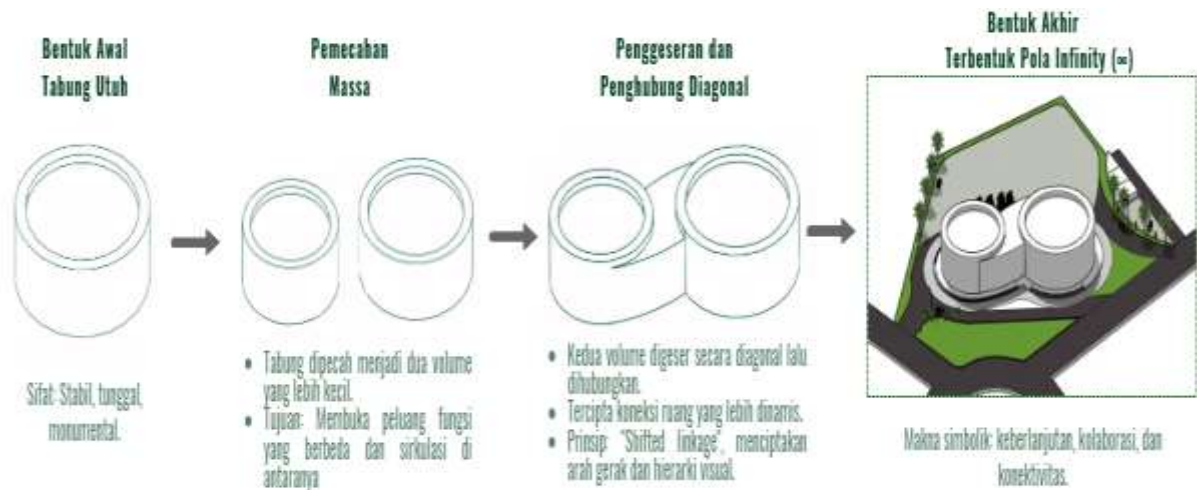 Bentuk Awal
Tabung Utuh
Sifat: Stabil, tunggal,
monumental.
Pemecahan
Massa
• Tabung dipecah menjadi dua volume
yang lebih kecil.
• Tujuan: Membuka peluang fungsi
yang berbeda dan sirkulasi di
antaranya
Penggeseran dan
Penghubung Diagonal
• Kedua volume digeser secara diagonal lalu
dihubungkan.
• Tercipta koneksi ruang yang lebih dinamis.
• Prinsip: "Shifted linkage", menciptakan
arah gerak dan hierarki visual.
Bentuk Akhir
Terbentuk Pola Infinity (∞)
Makna simbolik: keberlanjutan, kolaborasi, dan
konektivitas.